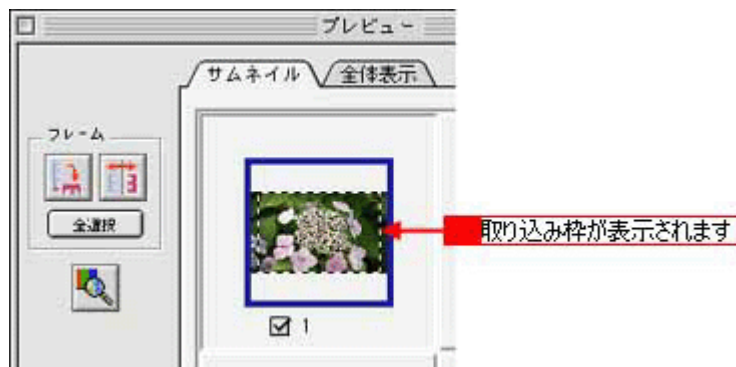 プレビュー
サムネイル
全体表示
フレーム
全選択
1
取り込み枠が表示されます